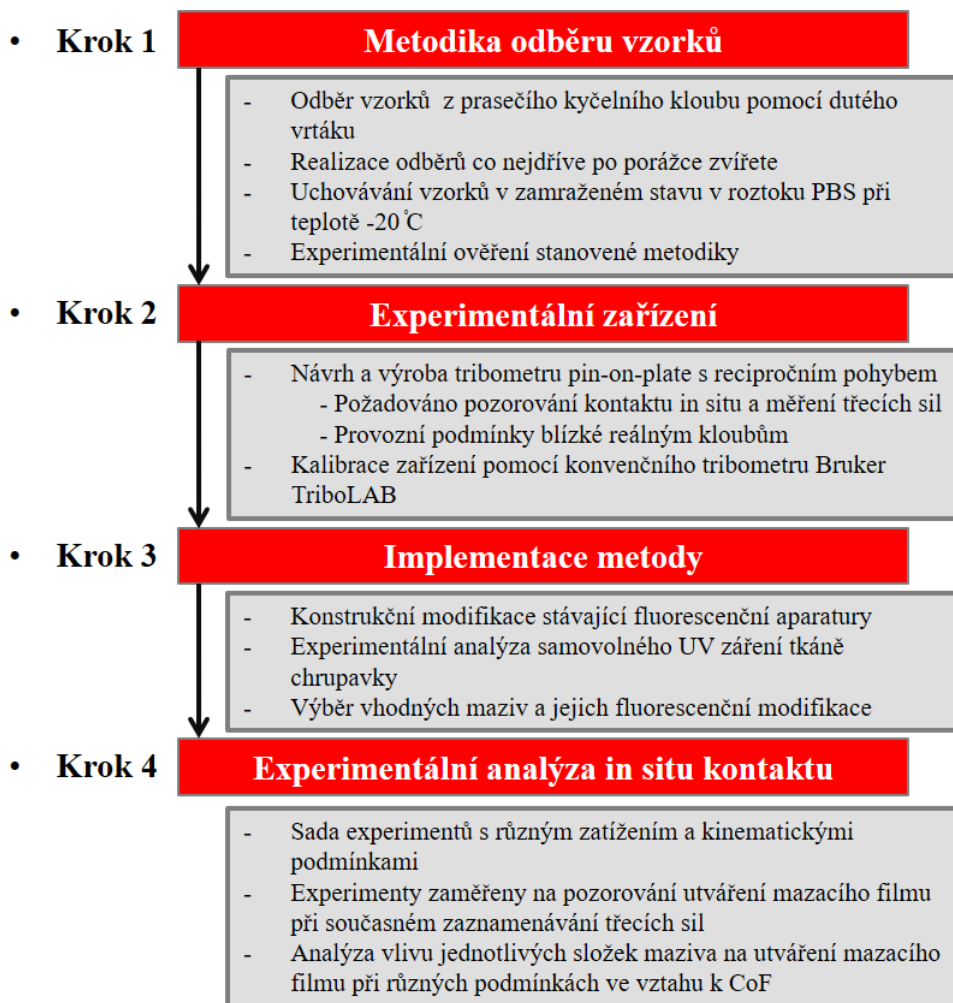 • Krok 1 Metodika odběru vzorků
- Odběr vzorků z prasečího kyčelního kloubu pomocí dutého
vrtáku
- Realizace odběrů co nejdříve po porážce zvířete
- Uchovávání vzorků v zamraženém stavu v roztoku PBS při
teplotě -20 ℃
- Experimentální ověření stanovené metodiky
• Krok 2 Experimentální zařízení
- Návrh a výroba tribometru pin-on-plate s recipročním pohybem
- Požadováno pozorování kontaktu in situ a měření třecích sil
- Provozní podmínky blízké reálným kloubům
- Kalibrace zařízení pomocí konvenčního tribometru Bruker
TriboLAB
• Krok 3 Implementace metody
- Konstrukční modifikace stávající fluorescenční aparatury
- Experimentální analýza samovolného UV záření tkáně
chrupavky
- Výběr vhodných maziv a jejich fluorescenční modifikace
• Krok 4 Experimentální analýza in situ kontaktu
- Sada experimentů s různým zatížením a kinematickými
podmínkami
- Experimenty zaměřeny na pozorování utváření mazacího filmu
při současném zaznamenávání třecích sil
- Analýza vlivu jednotlivých složek maziva na utváření mazacího
filmu při různých podmínkách ve vztahu k CoF